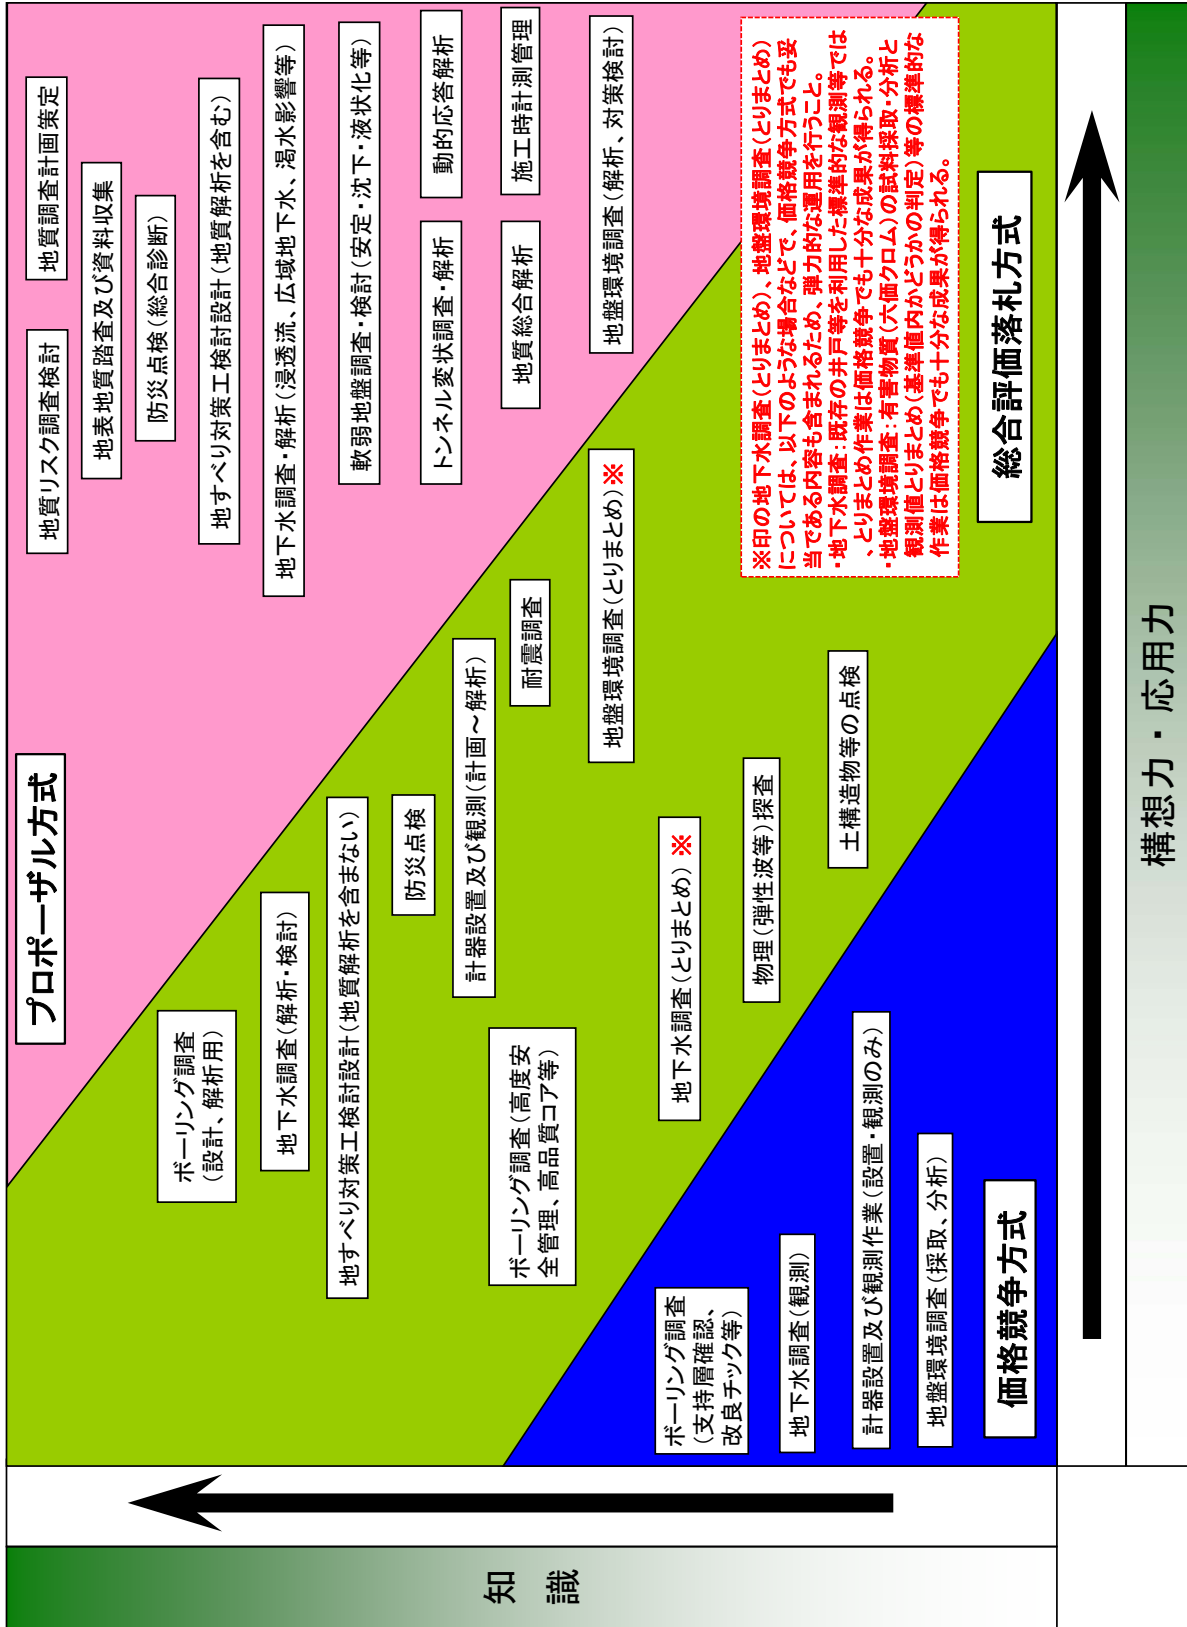 プロポーザル方式
地質リスク調査検討
地質調査計画策定
地表地質踏査及び資料収集
防災点検(総合診断)
地すべり対策工検討設計(地質解析を含む)
地下水調査・解析(浸透流、広域地下水、渇水影響等)
軟弱地盤調査・検討(安定・沈下・液状化等)
トンネル変状調査・解析
動的応答解析
地質総合解析
施工時計測管理
地盤環境調査(解析、対策検討)
ボーリング調査
(設計、解析用)
地下水調査(解析・検討)
地すべり対策工検討設計(地質解析を含まない)
防災点検
計器設置及び観測(計画~解析)
耐震調査
ボーリング調査(高度安
全管理、高品質コア等)
地盤環境調査(とりまとめ)※
地下水調査(とりまとめ)※
物理(弾性波等)探査
土構造物等の点検
※印の地下水調査(とりまとめ)、地盤環境調査(とりまとめ)
については、以下のような場合などで、価格競争方式でも妥
当である内容も含まれるため、弾力的な運用を行うこと。
・地下水調査:既存の井戸等を利用した標準的な観測等では
、とりまとめ作業は価格競争でも十分な成果が得られる。
・地盤環境調査:有害物質(六価クロム)の試料採取・分析と
観測値とりまとめ(基準値内かどうかの判定)等の標準的な
作業は価格競争でも十分な成果が得られる。
総合評価落札方式
ボーリング調査
(支持層確認、
改良チック等)
地下水調査(観測)
計器設置及び観測作業(設置・観測のみ)
地盤環境調査(採取、分析)
価格競争方式
知 識
構想力・応用力